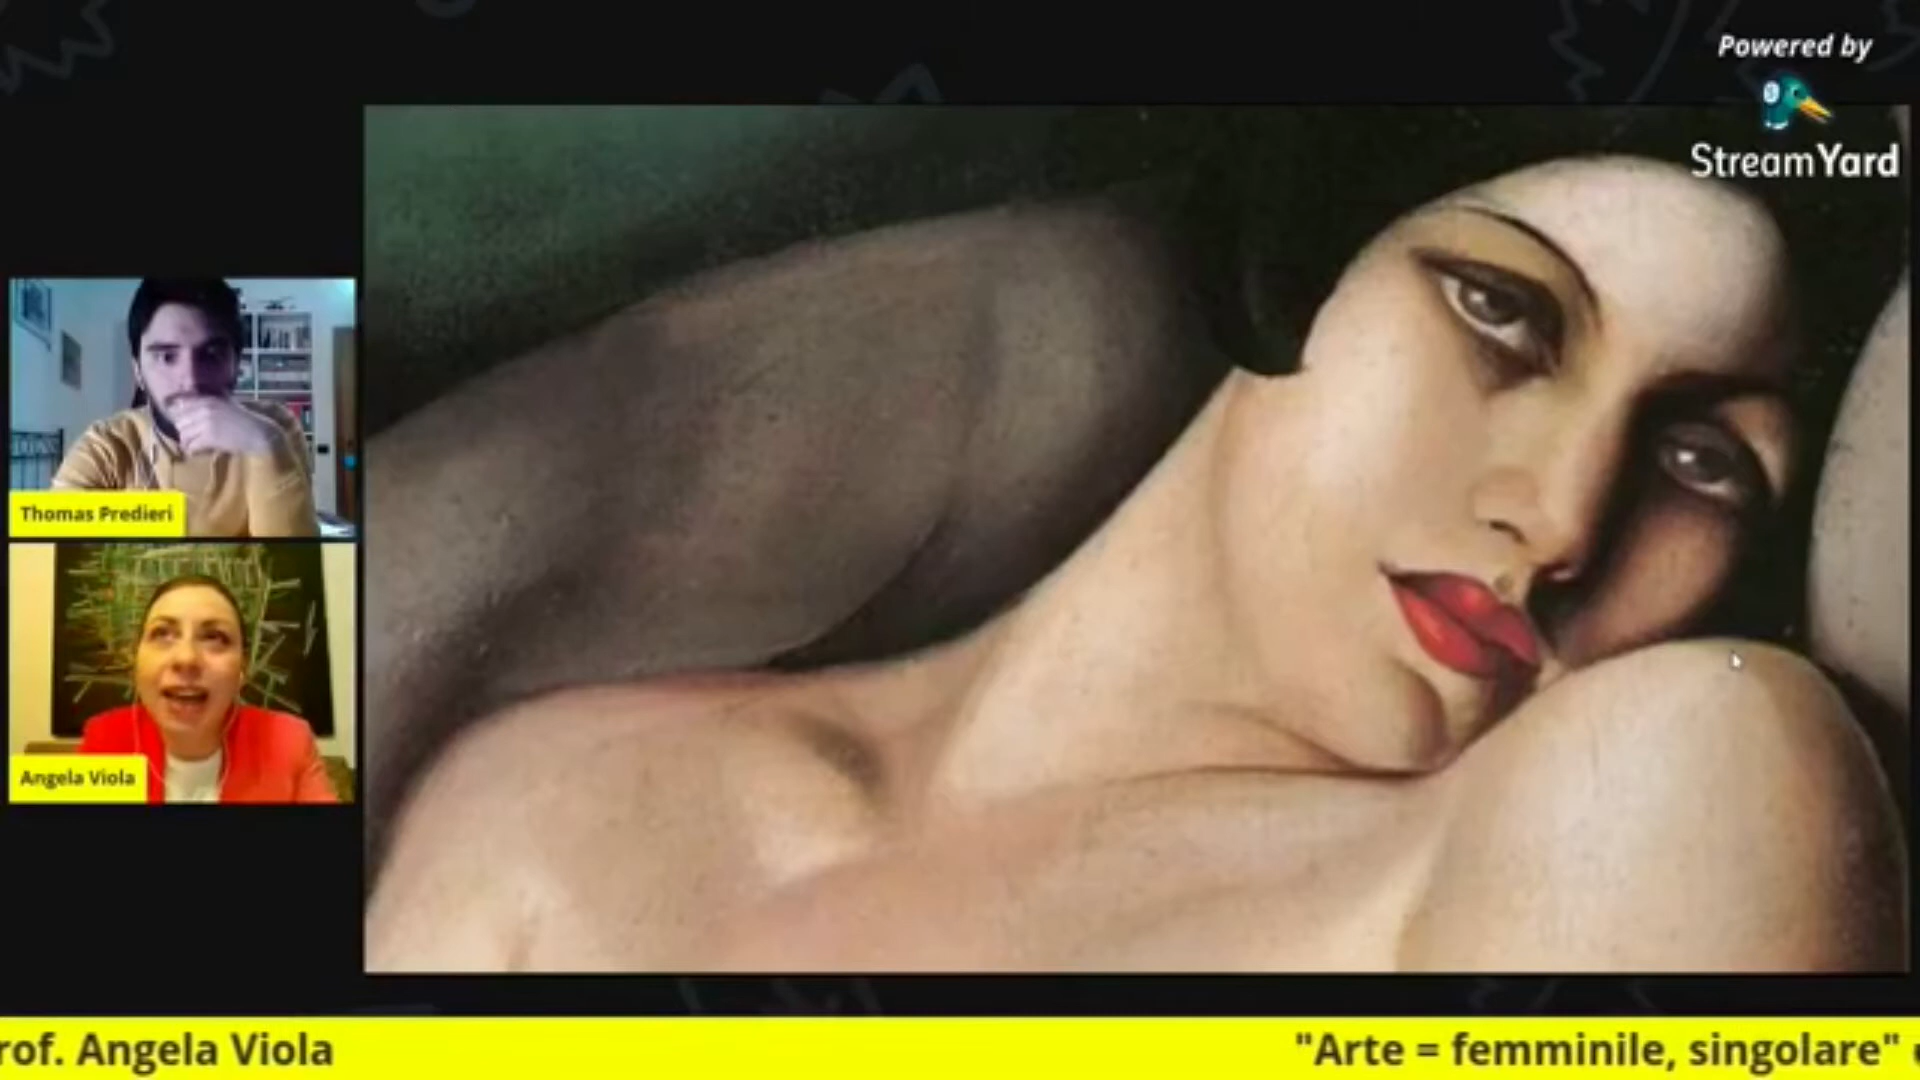 Powered by
StreamYard
Thomas Predieri
Angela Viola
rof. Angela Viola
"Arte = femminile, singolare"